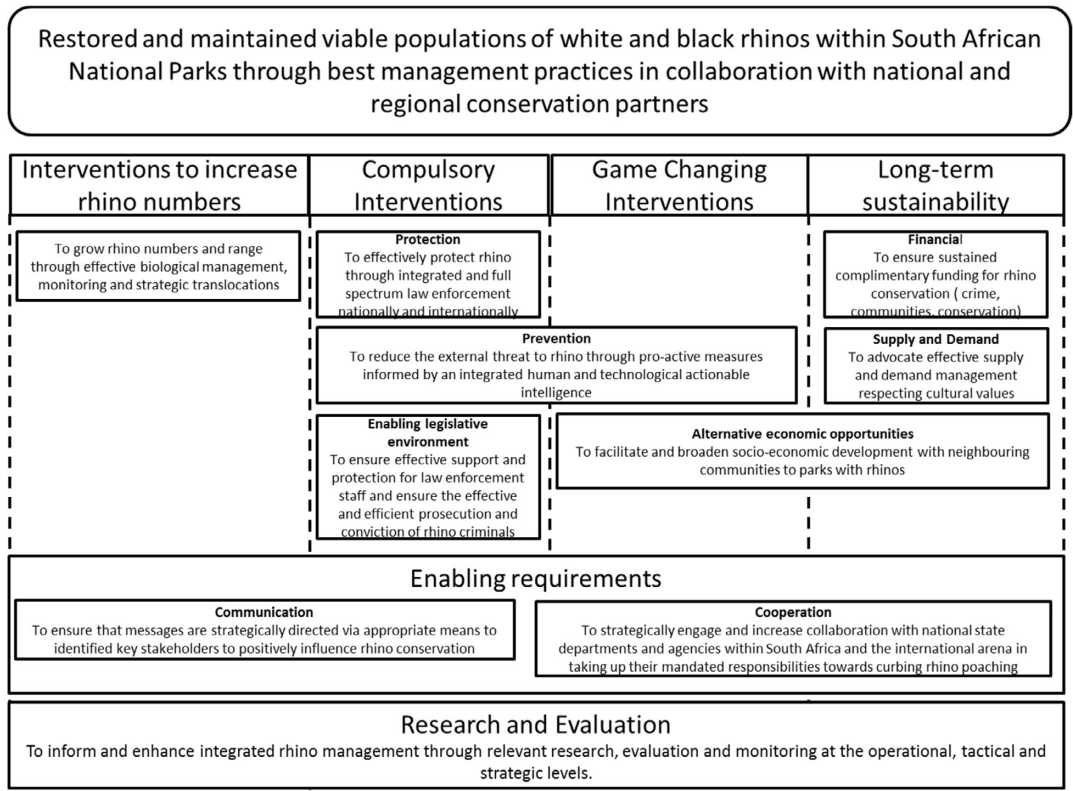 Restored and maintained viable populations of white and black rhinos within South African
National Parks through best management practices in collaboration with national and
regional conservation partners
Interventions to increase
rhino numbers
Compulsory
Interventions
Game Changing
Interventions
Long-term
sustainability
To grow rhino numbers and range
through effective biological management,
monitoring and strategic translocations
Protection
To effectively protect rhino
through integrated and full
spectrum law enforcement
nationally and internationally
Financial
To ensure sustained
complimentary funding for rhino
conservation ( crime,
communities, conservation)
Prevention
To reduce the external threat to rhino through pro-active measures
informed by an integrated human and technological actionable
intelligence
Supply and Demand
To advocate effective supply
and demand management
respecting cultural values
Enabling legislative
environment
To ensure effective support and
protection for law enforcement
staff and ensure the effective
and efficient prosecution and
conviction of rhino criminals
Alternative economic opportunities
To facilitate and broaden socio-economic development with neighbouring
communities to parks with rhinos
Enabling requirements
Communication
To ensure that messages are strategically directed via appropriate means to
identified key stakeholders to positively influence rhino conservation
Cooperation
To strategically engage and increase collaboration with national state
departments and agencies within South Africa and the international arena in
taking up their mandated responsibilities towards curbing rhino poaching
Research and Evaluation
To inform and enhance integrated rhino management through relevant research, evaluation and monitoring at the operational, tactical and
strategic levels.